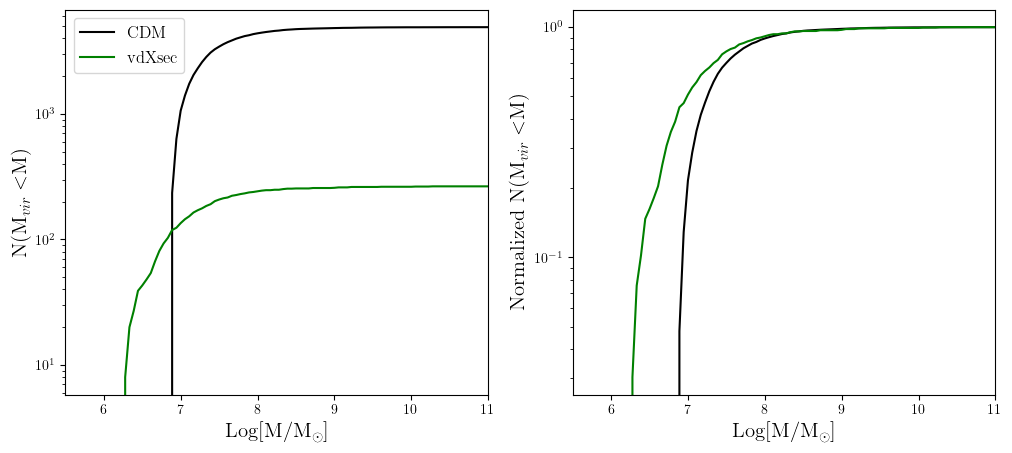 CDM
vdXsec
N(M_vir <M)
10^3
10^2
10^1
6 7 8 9 10 11
Log[M/M_⊙]
Normalized N(M_vir <M)
10^0
10^−1
6 7 8 9 10 11
Log[M/M_⊙]